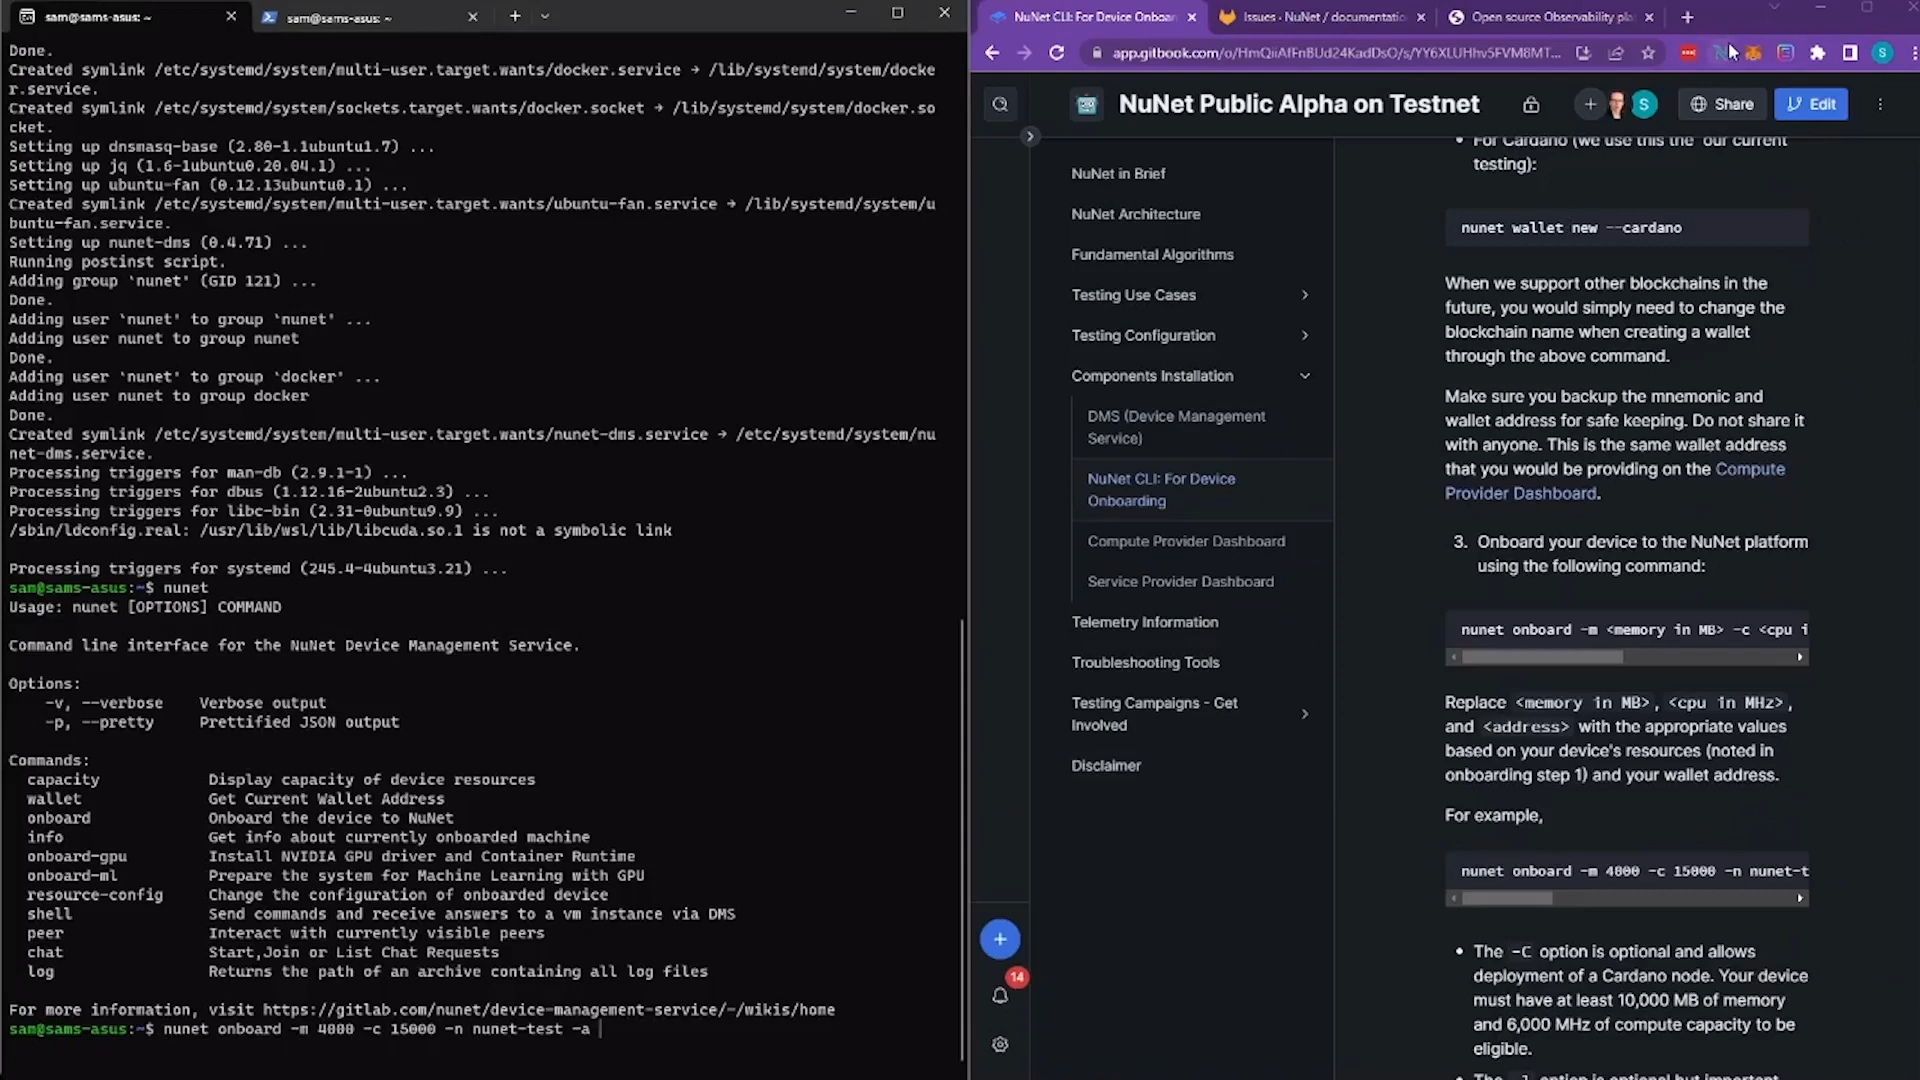 sam@sams-asus: ~
sam@sams-asus: ~
Done.
Created symlink /etc/systemd/system/multi-user.target.wants/docker.service → /lib/systemd/system/docke
r.service.
Created symlink /etc/systemd/system/sockets.target.wants/docker.socket → /lib/systemd/system/docker.so
cket.
Setting up dnsmasq-base (2.80-1.1ubuntu1.7) ...
Setting up jq (1.6-1ubuntu0.20.04.1) ...
Setting up ubuntu-fan (0.12.13ubuntu0.1) ...
Created symlink /etc/systemd/system/multi-user.target.wants/ubuntu-fan.service → /lib/systemd/system/u
buntu-fan.service.
Setting up nunet-dms (0.4.71) ...
Running postinst script.
Adding group `nunet' (GID 121) ...
Done.
Adding user `nunet' to group `nunet' ...
Adding user nunet to group nunet
Done.
Adding user `nunet' to group `docker' ...
Adding user nunet to group docker
Done.
Created symlink /etc/systemd/system/multi-user.target.wants/nunet-dms.service → /etc/systemd/system/nu
net-dms.service.
Processing triggers for man-db (2.9.1-1) ...
Processing triggers for dbus (1.12.16-2ubuntu2.3) ...
Processing triggers for libc-bin (2.31-0ubuntu9.9) ...
/sbin/ldconfig.real: /usr/lib/wsl/lib/libcuda.so.1 is not a symbolic link
Processing triggers for systemd (245.4-4ubuntu3.21) ...
sam@sams-asus:~$ nunet
Usage: nunet [OPTIONS] COMMAND
Command line interface for the NuNet Device Management Service.
Options:
-v, --verbose Verbose output
-p, --pretty Prettified JSON output
Commands:
capacity Display capacity of device resources
wallet Get Current Wallet Address
onboard Onboard the device to NuNet
info Get info about currently onboarded machine
onboard-gpu Install NVIDIA GPU driver and Container Runtime
onboard-ml Prepare the system for Machine Learning with GPU
resource-config Change the configuration of onboarded device
shell Send commands and receive answers to a vm instance via DMS
peer Interact with currently visible peers
chat Start,Join or List Chat Requests
log Returns the path of an archive containing all log files
For more information, visit https://gitlab.com/nunet/device-management-service/-/wikis/home
sam@sams-asus:~$ nunet onboard -m 4000 -c 15000 -n nunet-test -a
NuNet CLI: For Device Onboar
Issues · NuNet / documentatio
Open source Observability pla
app.gitbook.com/o/
S
NuNet Public Alpha on Testnet
S
Share
Edit
NuNet in Brief
NuNet Architecture
Fundamental Algorithms
Testing Use Cases
Testing Configuration
Components Installation
DMS (Device Management
Service)
NuNet CLI: For Device
Onboarding
Compute Provider Dashboard
Service Provider Dashboard
Telemetry Information
Troubleshooting Tools
Testing Campaigns - Get
Involved
Disclaimer
14
For Cardano (we use this the our current
testing):
nunet wallet new --cardano
When we support other blockchains in the
future, you would simply need to change the
blockchain name when creating a wallet
through the above command.
Make sure you backup the mnemonic and
wallet address for safe keeping. Do not share it
with anyone. This is the same wallet address
that you would be providing on the Compute
Provider Dashboard.
3. Onboard your device to the NuNet platform
using the following command:
nunet onboard -m <memory in MB> -c <cpu i
Replace <memory in MB>, <cpu in MHz>,
and <address> with the appropriate values
based on your device's resources (noted in
onboarding step 1) and your wallet address.
For example,
nunet onboard -m 4000 -c 15000 -n nunet-t
The -C option is optional and allows
deployment of a Cardano node. Your device
must have at least 10,000 MB of memory
and 6,000 MHz of compute capacity to be
eligible.